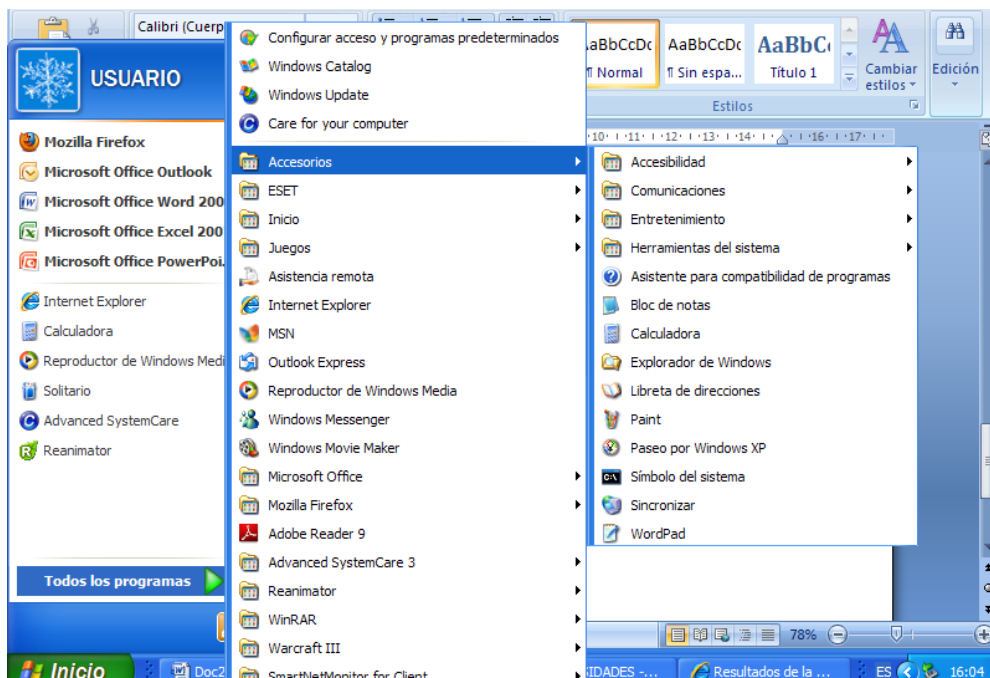 Calibri (Cuerp
AaBbCcDc
AaBbCcDc
AaBbC
¶ Normal
¶ Sin espa...
Título 1
Cambiar
estilos
Edición
Estilos
10 11 12 13 14 16 17
USUARIO
Mozilla Firefox
Microsoft Office Outlook
Microsoft Office Word 200
Microsoft Office Excel 200
Microsoft Office PowerPoi.
Internet Explorer
Calculadora
Reproductor de Windows Medi
Solitario
Advanced SystemCare
Reanimator
Todos los programas
Configurar acceso y programas predeterminados
Windows Catalog
Windows Update
Care for your computer
Accesorios
ESET
Inicio
Juegos
Asistencia remota
Internet Explorer
MSN
Outlook Express
Reproductor de Windows Media
Windows Messenger
Windows Movie Maker
Microsoft Office
Mozilla Firefox
Adobe Reader 9
Advanced SystemCare 3
Reanimator
WinRAR
Warcraft III
SmartNetMonitor for Client
Accesibilidad
Comunicaciones
Entretenimiento
Herramientas del sistema
Asistente para compatibilidad de programas
Bloc de notas
Calculadora
Explorador de Windows
Libreta de direcciones
Paint
Paseo por Windows XP
Símbolo del sistema
Sincronizar
WordPad
78%
Inicio
Doc2
IDADES -...
Resultados de la ...
ES
16:04